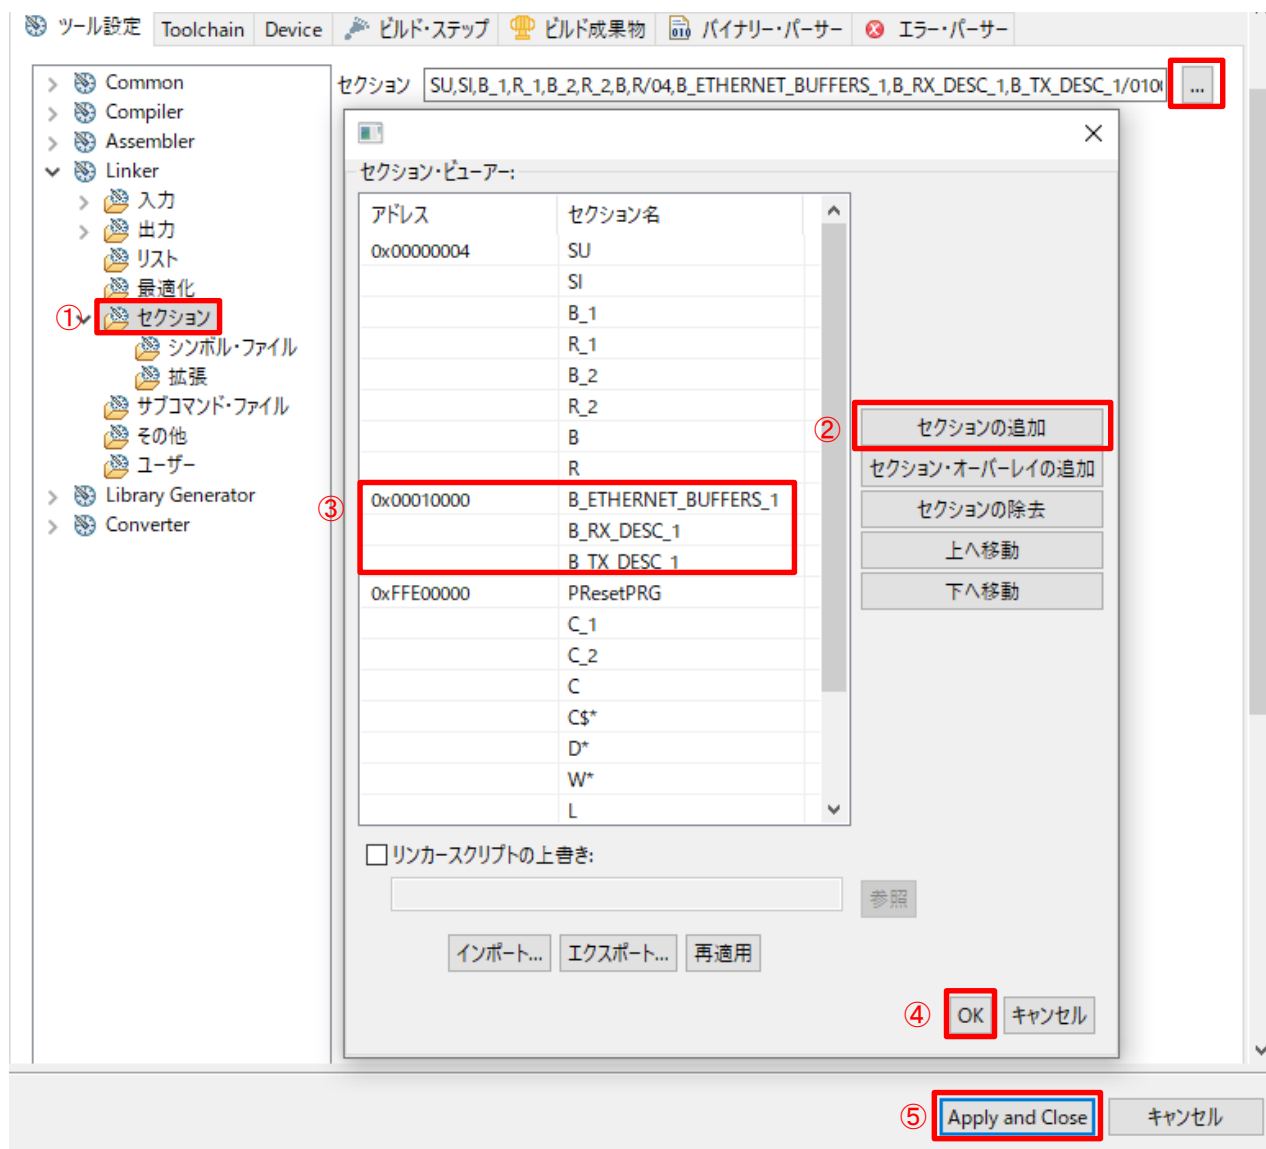 ツール設定 Toolchain Device ビルド・ステップ ビルド成果物 バイナリー・パーサー エラー・パーサー
Common
Compiler
Assembler
Linker
入力
出力
リスト
最適化
① セクション
シンボル・ファイル
拡張
サブコマンド・ファイル
その他
ユーザー
Library Generator
Converter
セクション SU,SI,B_1,R_1,B_2,R_2,B,R/04,B_ETHERNET_BUFFERS_1,B_RX_DESC_1,B_TX_DESC_1/010 ...
セクション・ビューアー:
アドレス セクション名
0x00000004 SU
SI
B_1
R_1
B_2
R_2
B
R
③ 0x00010000 B_ETHERNET_BUFFERS_1
B_RX_DESC_1
B_TX_DESC_1
0xFFE00000 PResetPRG
C_1
C_2
C
C$*
D*
W*
L
② セクションの追加
セクション・オーバーレイの追加
セクションの除去
上へ移動
下へ移動
リンカースクリプトの上書き:
参照
インポート... エクスポート... 再適用
④ OK キャンセル
⑤ Apply and Close キャンセル